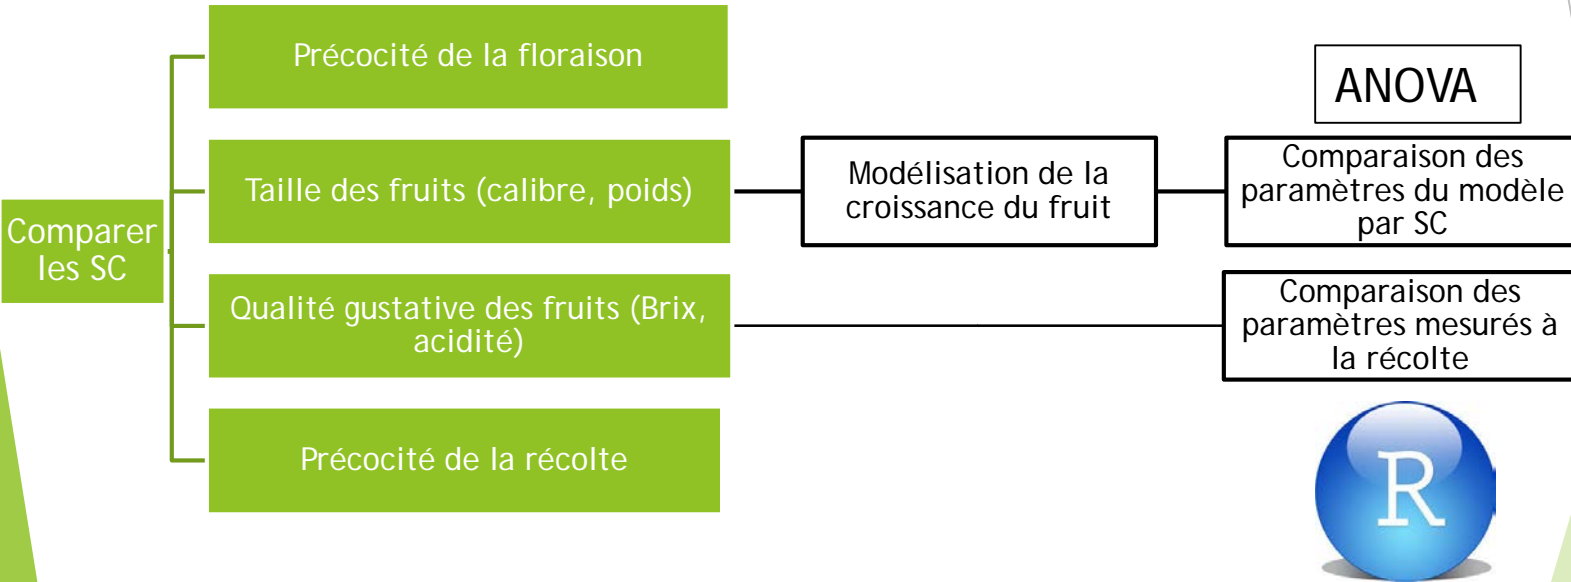 Précocité de la floraison
ANOVA
Taille des fruits (calibre, poids)
Modélisation de la
croissance du fruit
Comparaison des
paramètres du modèle
par SC
Comparer
les SC
Qualité gustative des fruits (Brix,
acidité)
Comparaison des
paramètres mesurés à
la récolte
Précocité de la récolte
R